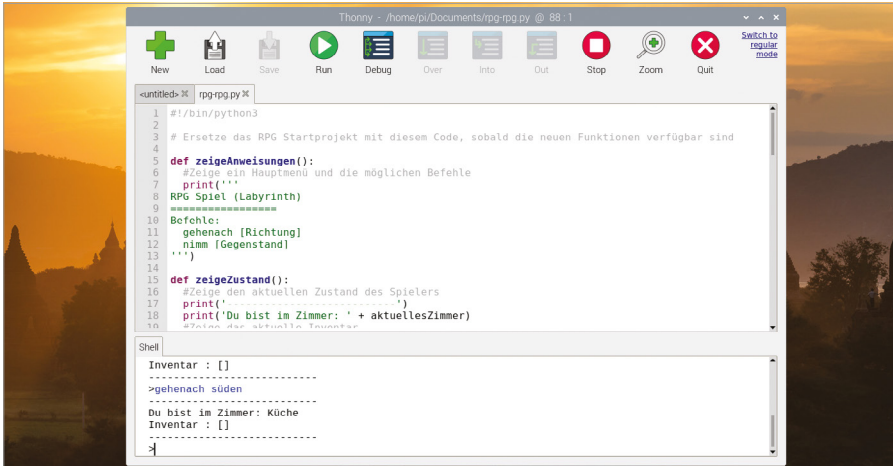 Thonny - /home/pi/Documents/rpg-rpg.py @ 88:1
New Load Save Run Debug Over Into Out Stop Zoom Quit
Switch to
regular
mode
<untitled> rpg-rpg.py
1 #!/bin/python3
2
3 # Ersetze das RPG Startprojekt mit diesem Code, sobald die neuen Funktionen verfügbar sind
4
5 def zeigeAnweisungen():
6 #Zeige ein Hauptmenü und die möglichen Befehle
7 print('''
8 RPG Spiel (Labyrinth)
9 =================
10 Befehle:
11 gehenach [Richtung]
12 nimm [Gegenstand]
13 ''')
14
15 def zeigeZustand():
16 #Zeige den aktuellen Zustand des Spielers
17 print('---------------------------')
18 print('Du bist im Zimmer: ' + aktuellesZimmer)
19 #Zeige das aktuelle Inventar
Shell
Inventar : []
---------------------------
>gehenach süden
---------------------------
Du bist im Zimmer: Küche
Inventar : []
---------------------------
>